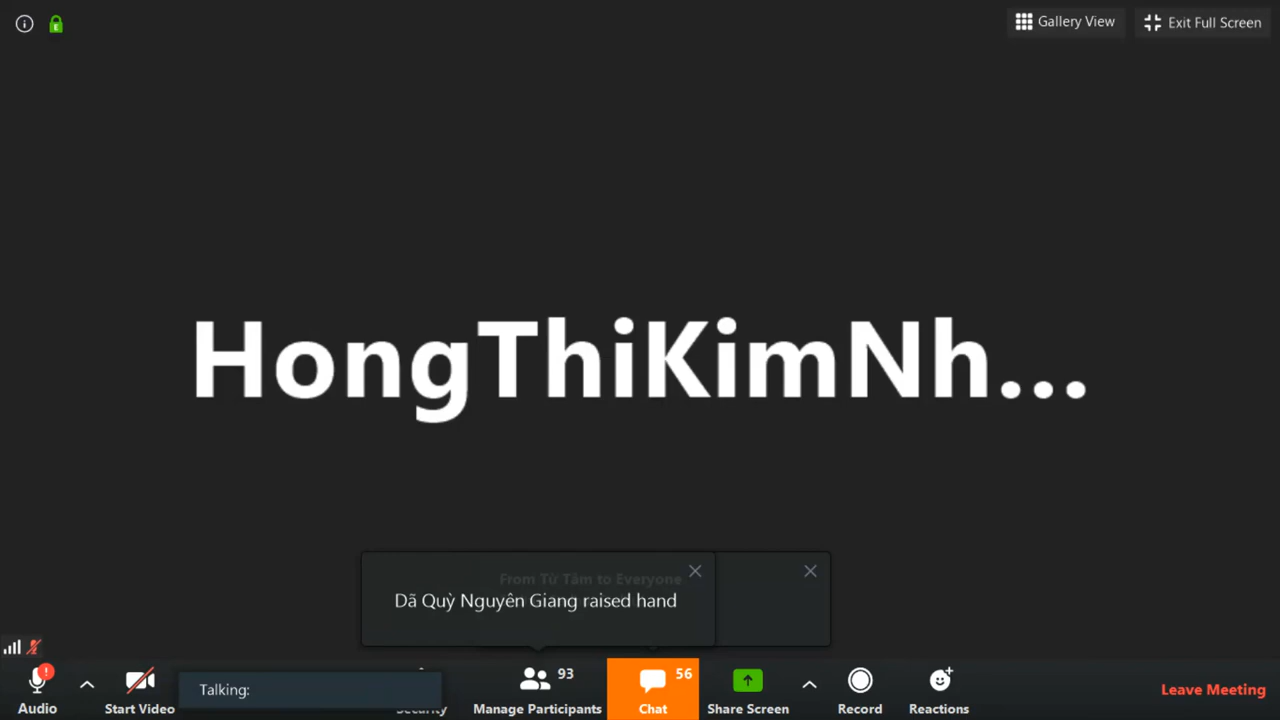 Gallery View
Exit Full Screen
HongThiKimNh...
From Từ Tâm to Everyone
Dã Quỳ Nguyên Giang raised hand
Talking:
93
56
Audio
Start Video
Security
Manage Participants
Chat
Share Screen
Record
Reactions
Leave Meeting